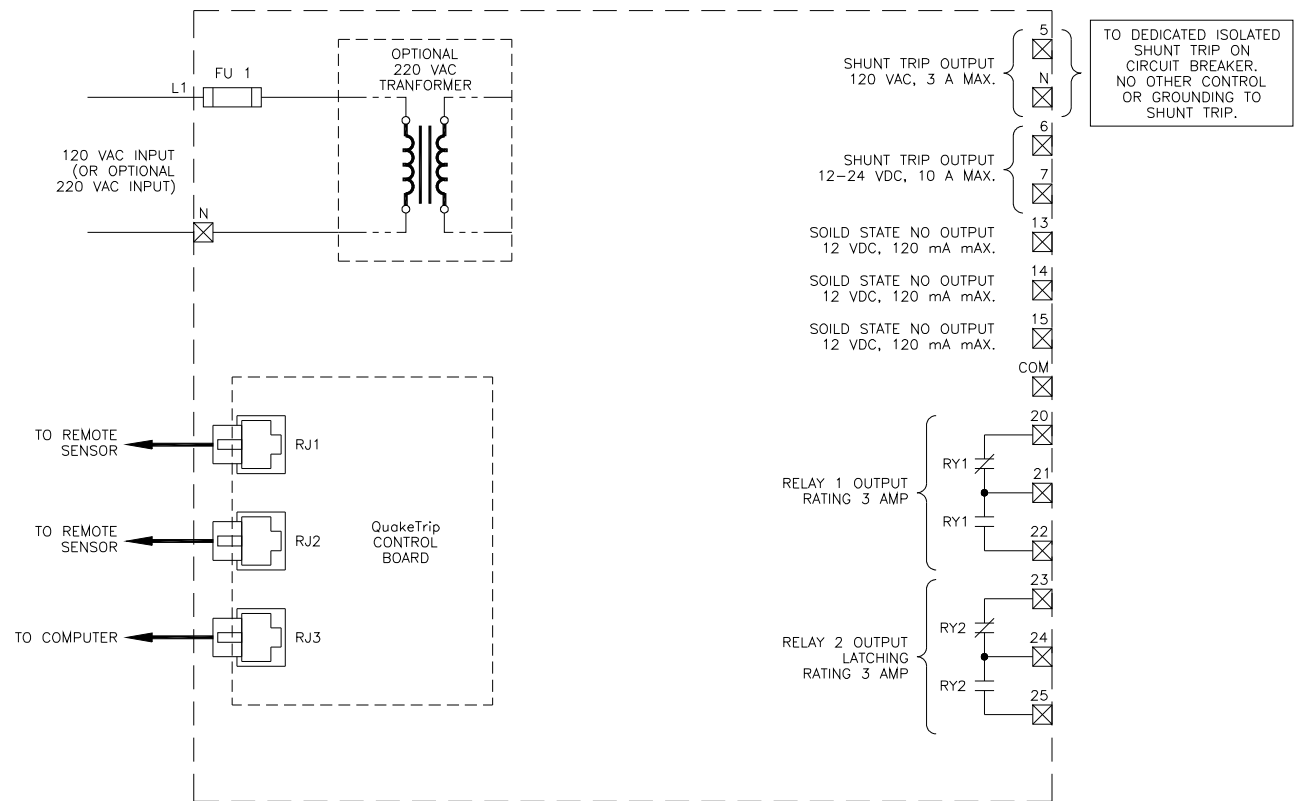 OPTIONAL
220 VAC
TRANFORMER
FU 1
L1
120 VAC INPUT
(OR OPTIONAL
220 VAC INPUT)
N
TO REMOTE
SENSOR
RJ1
TO REMOTE
SENSOR
RJ2
TO COMPUTER
RJ3
QuakeTrip
CONTROL
BOARD
SHUNT TRIP OUTPUT
120 VAC, 3 A MAX.
5
N
TO DEDICATED ISOLATED
SHUNT TRIP ON
CIRCUIT BREAKER.
NO OTHER CONTROL
OR GROUNDING TO
SHUNT TRIP.
SHUNT TRIP OUTPUT
12-24 VDC, 10 A MAX.
6
7
SOILD STATE NO OUTPUT
12 VDC, 120 mA mAX.
13
SOILD STATE NO OUTPUT
12 VDC, 120 mA mAX.
14
SOILD STATE NO OUTPUT
12 VDC, 120 mA mAX.
15
COM
RELAY 1 OUTPUT
RATING 3 AMP
RY1
RY1
20
21
22
RELAY 2 OUTPUT
LATCHING
RATING 3 AMP
RY2
RY2
23
24
25